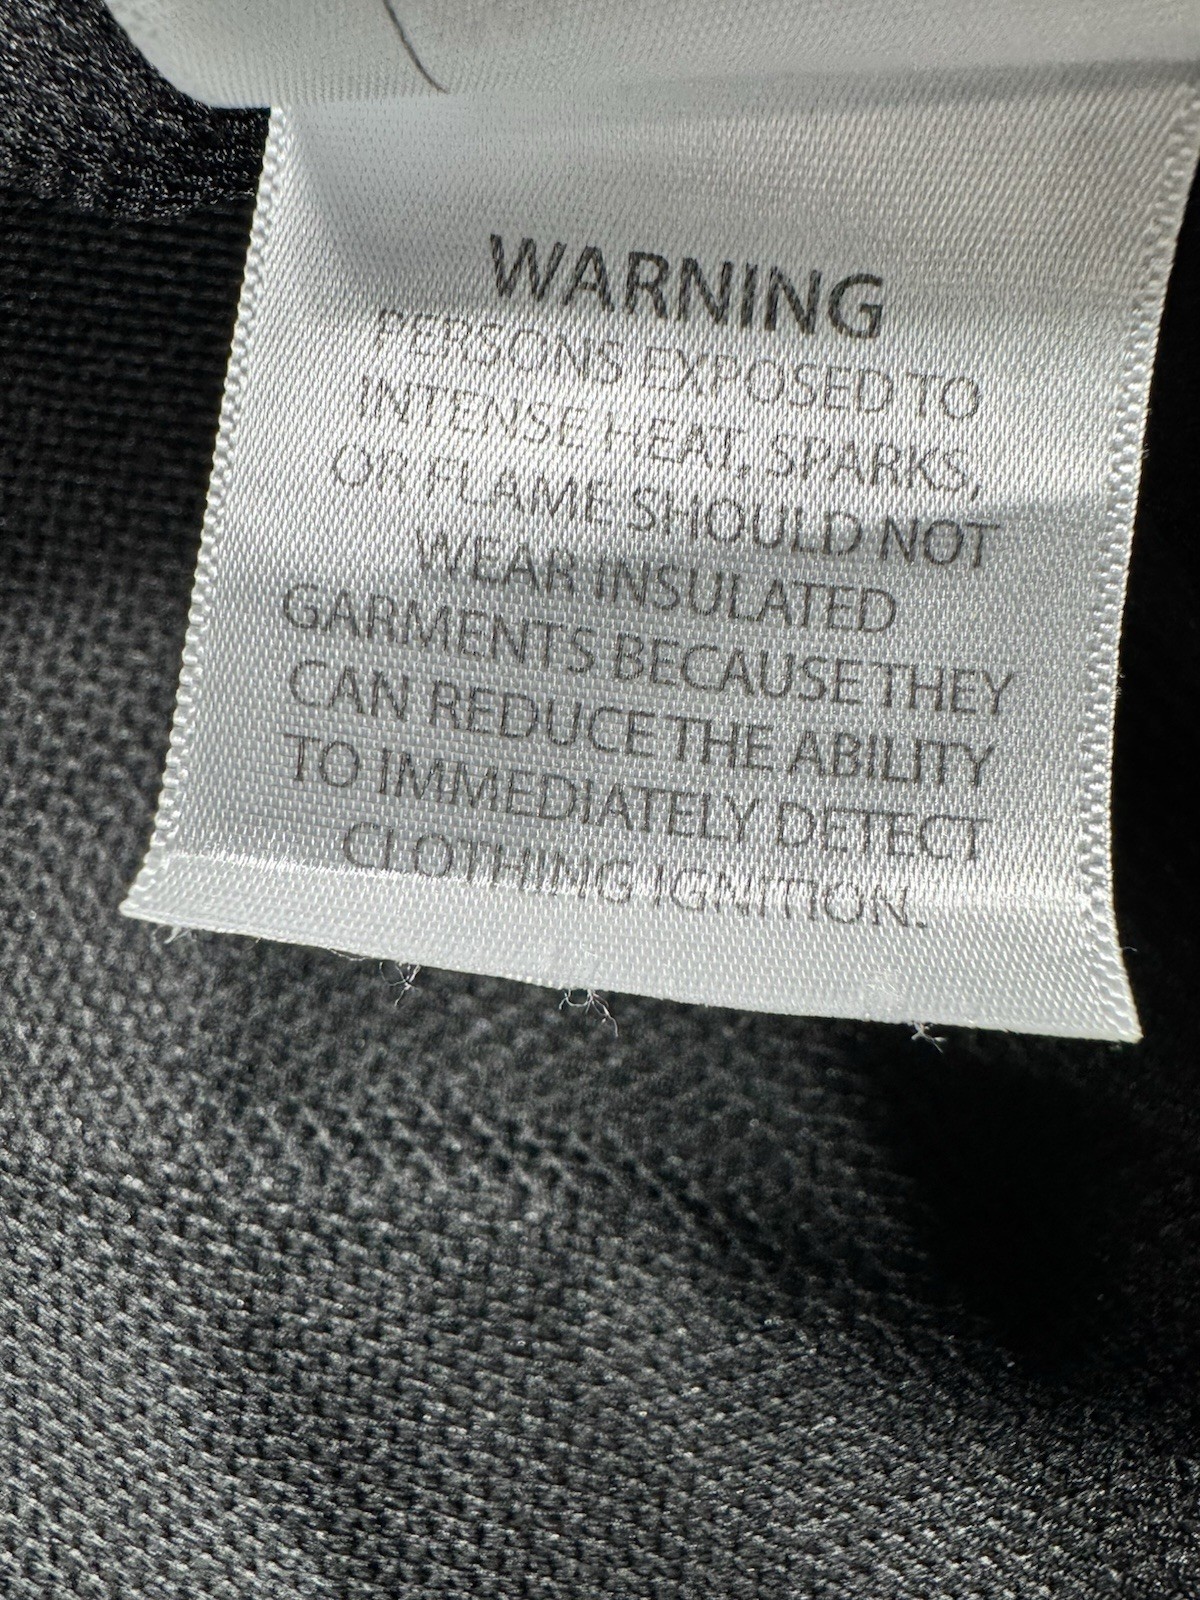 WARNING
PERSONS EXPOSED TO
INTENSE HEAT, SPARKS,
OR FLAME SHOULD NOT
WEAR INSULATED
GARMENTS BECAUSE THEY
CAN REDUCE THE ABILITY
TO IMMEDIATELY DETECT
CLOTHING IGNITION.